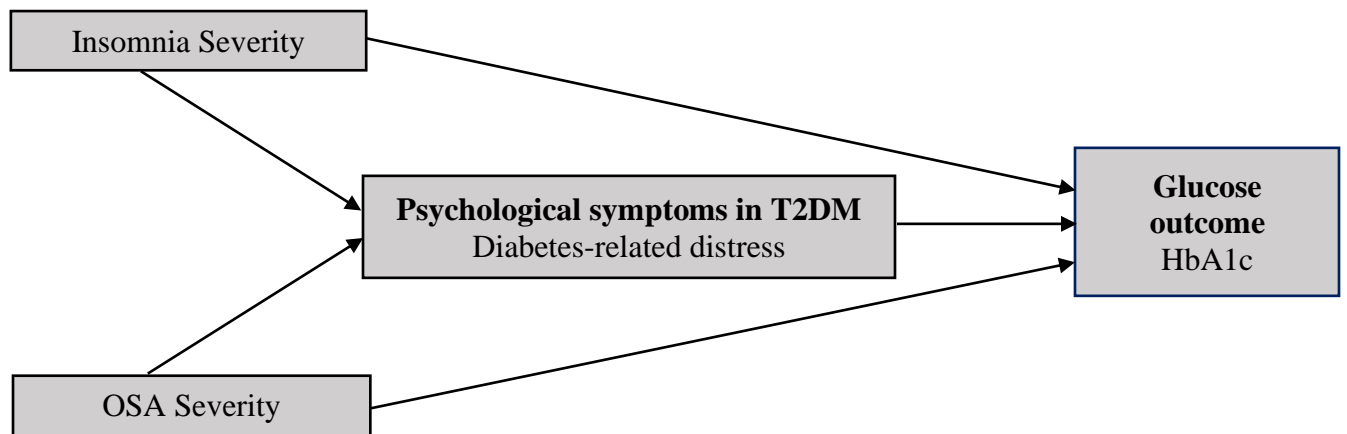 Insomnia Severity
Psychological symptoms in T2DM
Diabetes-related distress
Glucose
outcome
HbA1c
OSA Severity